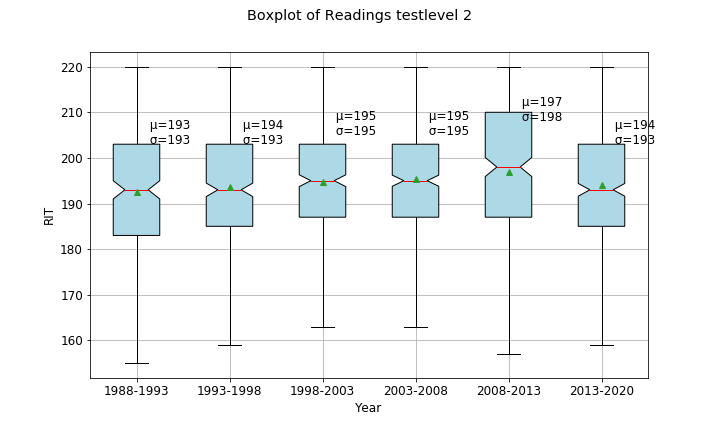 Boxplot of Readings testlevel 2
220
210
200
190
180
170
160
RIT
μ=193
σ=193
μ=194
σ=193
μ=195
σ=195
μ=195
σ=195
μ=197
σ=198
μ=194
σ=193
1988-1993
1993-1998
1998-2003
2003-2008
2008-2013
2013-2020
Year